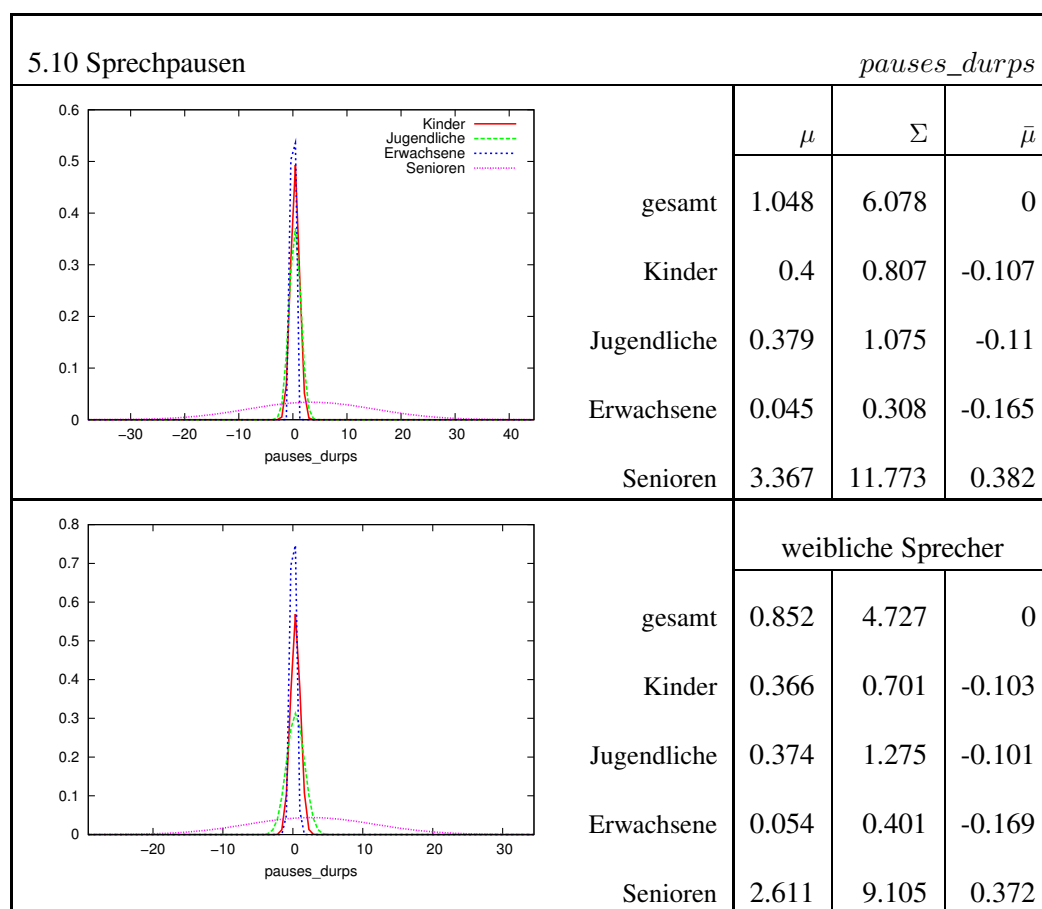 5.10 Sprechpausen pauses_durps
0.6
0.5
0.4
0.3
0.2
0.1
0
−30 −20 −10 0 10 20 30 40
pauses_durps
Kinder
Jugendliche
Erwachsene
Senioren
μ Σ μ̄
gesamt 1.048 6.078 0
Kinder 0.4 0.807 -0.107
Jugendliche 0.379 1.075 -0.11
Erwachsene 0.045 0.308 -0.165
Senioren 3.367 11.773 0.382
0.8
0.7
0.6
0.5
0.4
0.3
0.2
0.1
0
−20 −10 0 10 20 30
pauses_durps
weibliche Sprecher
gesamt 0.852 4.727 0
Kinder 0.366 0.701 -0.103
Jugendliche 0.374 1.275 -0.101
Erwachsene 0.054 0.401 -0.169
Senioren 2.611 9.105 0.372